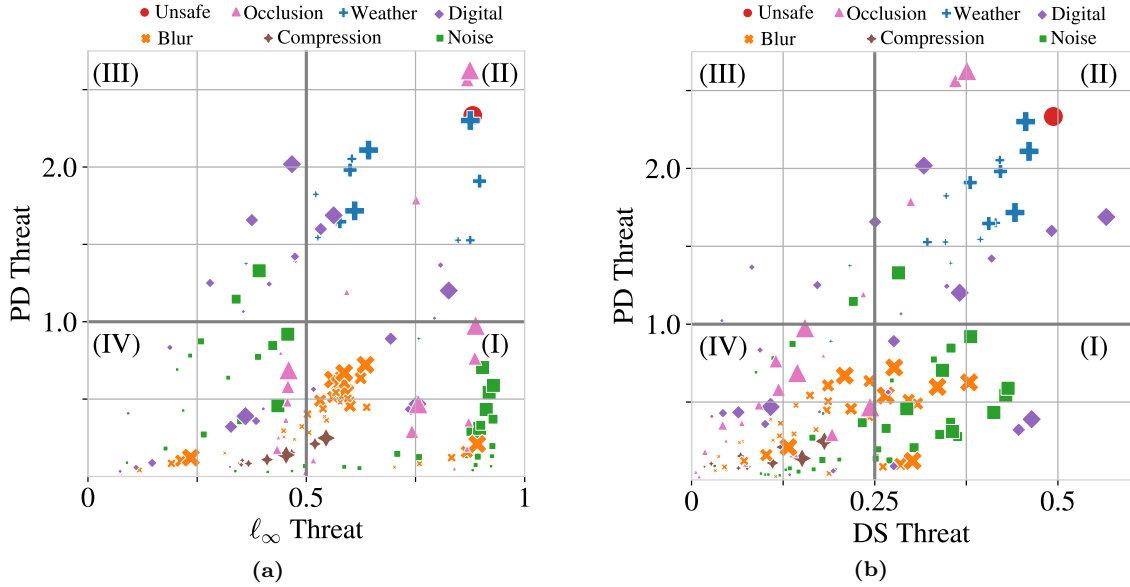 Unsafe Occlusion Weather Digital
Blur Compression Noise
(III) (II)
(IV) (I)
2.0
1.0
PD Threat
0 0.5 1
ℓ∞ Threat
(a)
Unsafe Occlusion Weather Digital
Blur Compression Noise
(III) (II)
(IV) (I)
2.0
1.0
PD Threat
0 0.25 0.5
DS Threat
(b)